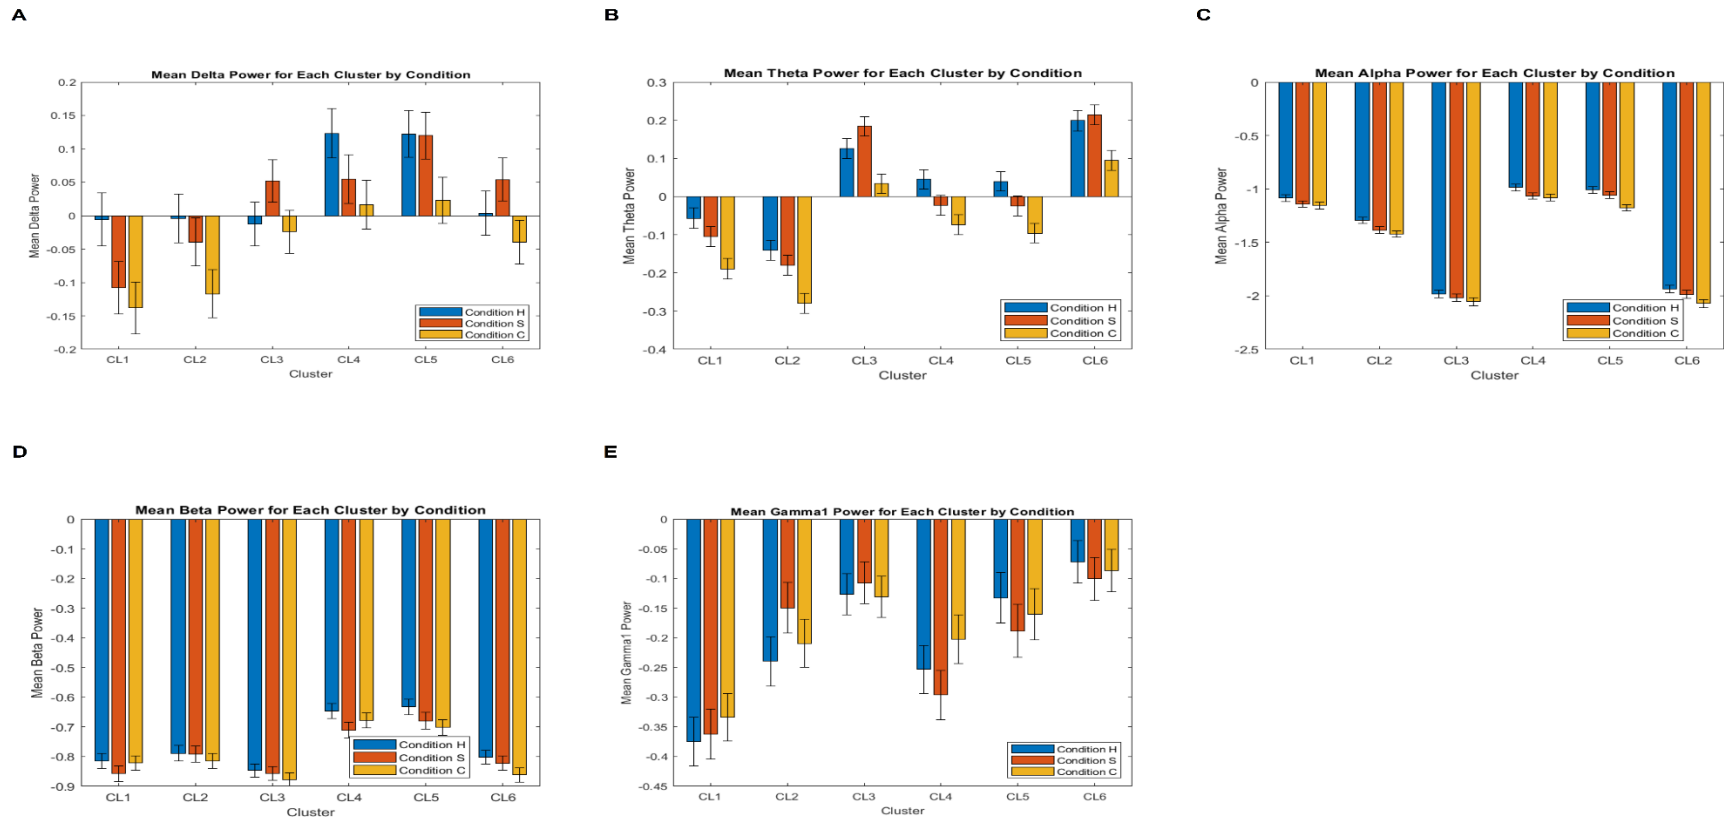 A
B
C
Mean Delta Power for Each Cluster by Condition
0.2
0.15
0.1
0.05
0
-0.05
-0.1
-0.15
-0.2
Mean Delta Power
CL1 CL2 CL3 CL4 CL5 CL6
Cluster
Condition H
Condition S
Condition C
Mean Theta Power for Each Cluster by Condition
0.3
0.2
0.1
0
-0.1
-0.2
-0.3
-0.4
Mean Theta Power
CL1 CL2 CL3 CL4 CL5 CL6
Cluster
Condition H
Condition S
Condition C
Mean Alpha Power for Each Cluster by Condition
0
-0.5
-1
-1.5
-2
-2.5
Mean Alpha Power
CL1 CL2 CL3 CL4 CL5 CL6
Cluster
Condition H
Condition S
Condition C
D
E
Mean Beta Power for Each Cluster by Condition
0
-0.1
-0.2
-0.3
-0.4
-0.5
-0.6
-0.7
-0.8
-0.9
Mean Beta Power
CL1 CL2 CL3 CL4 CL5 CL6
Cluster
Condition H
Condition S
Condition C
Mean Gamma1 Power for Each Cluster by Condition
0
-0.05
-0.1
-0.15
-0.2
-0.25
-0.3
-0.35
-0.4
-0.45
Mean Gamma1 Power
CL1 CL2 CL3 CL4 CL5 CL6
Cluster
Condition H
Condition S
Condition C